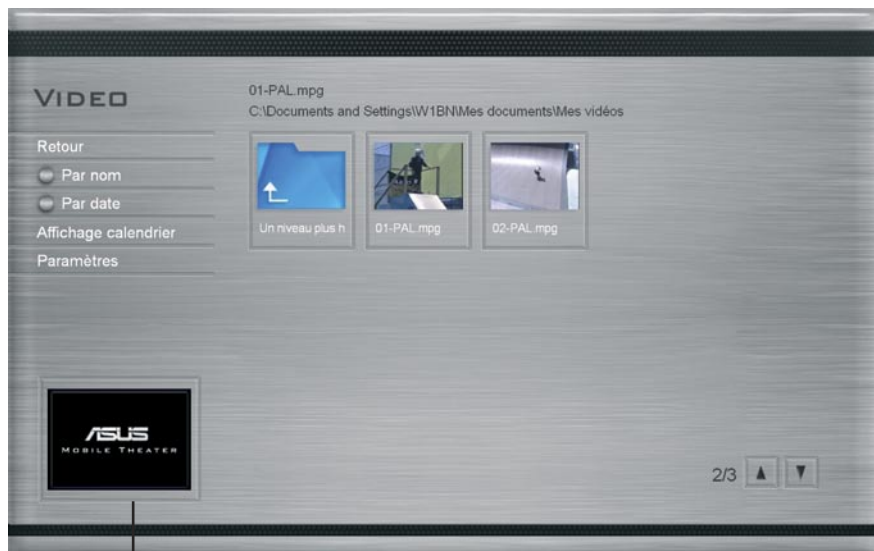 VIDEO
01-PAL.mpg
C:\Documents and Settings\W1BN\Mes documents\Mes vidéos
Retour
Par nom
Par date
Affichage calendrier
Paramètres
Un niveau plus h
01-PAL.mpg
02-PAL.mpg
ASUS
MOBILE THEATER
2/3